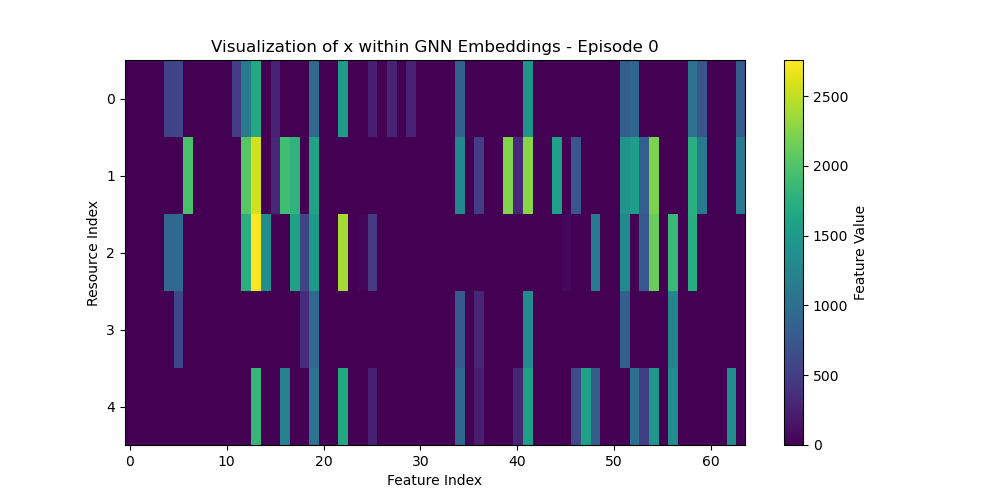 Visualization of x within GNN Embeddings - Episode 0
Resource Index
0
1
2
3
4
0 10 20 30 40 50 60
Feature Index
2500
2000
1500
1000
500
0
Feature Value